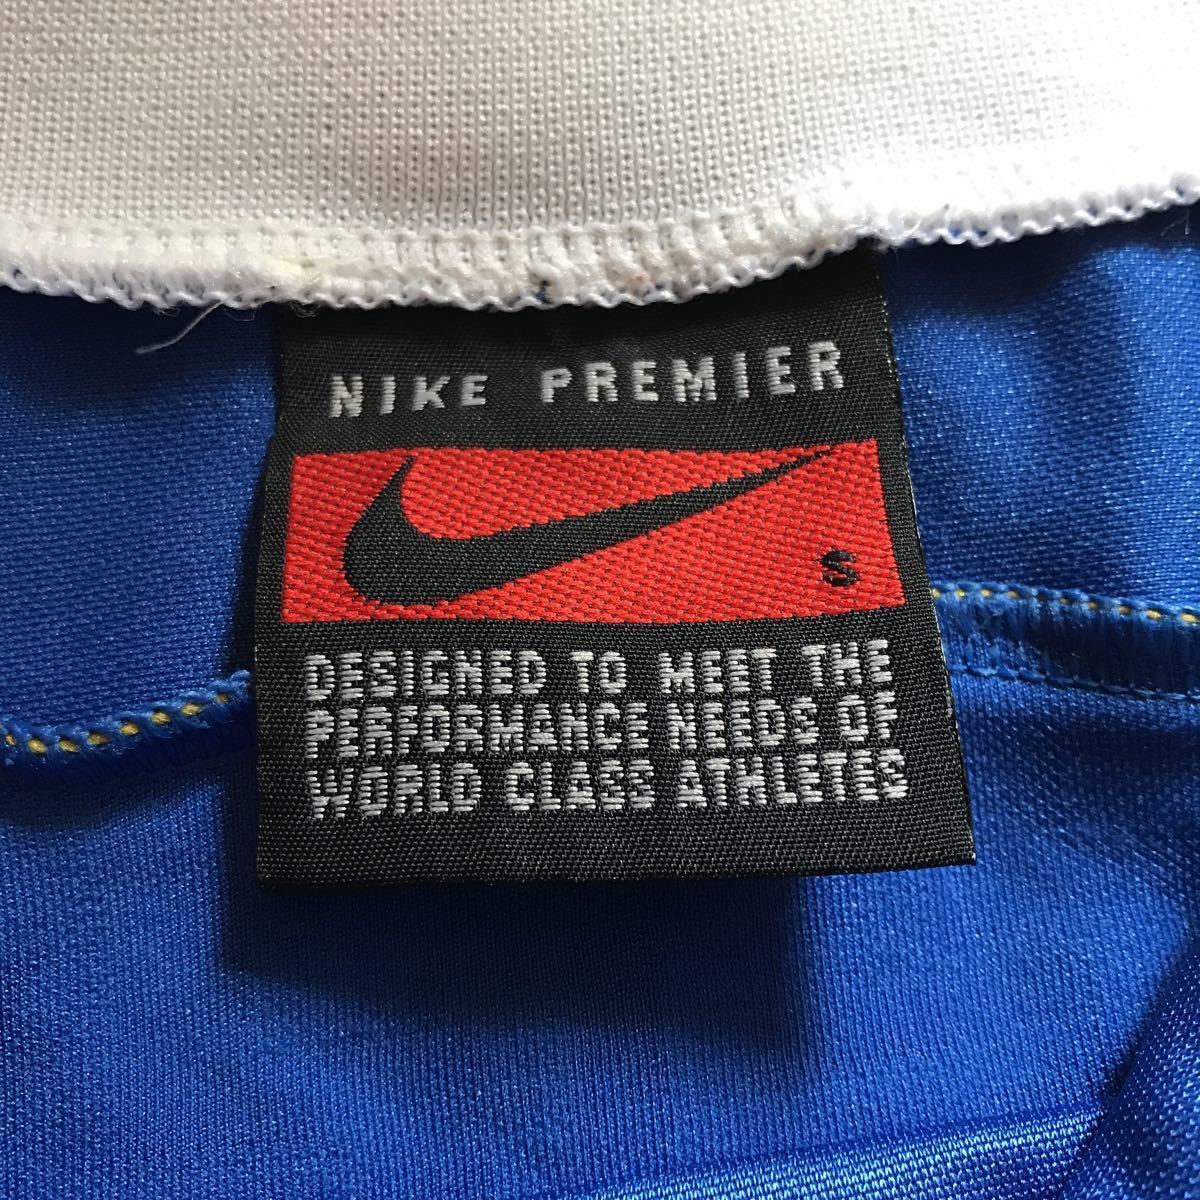 NIKE PREMIER
S
DESIGNED TO MEET THE
PERFORMANCE NEEDS OF
WORLD CLASS ATHLETES